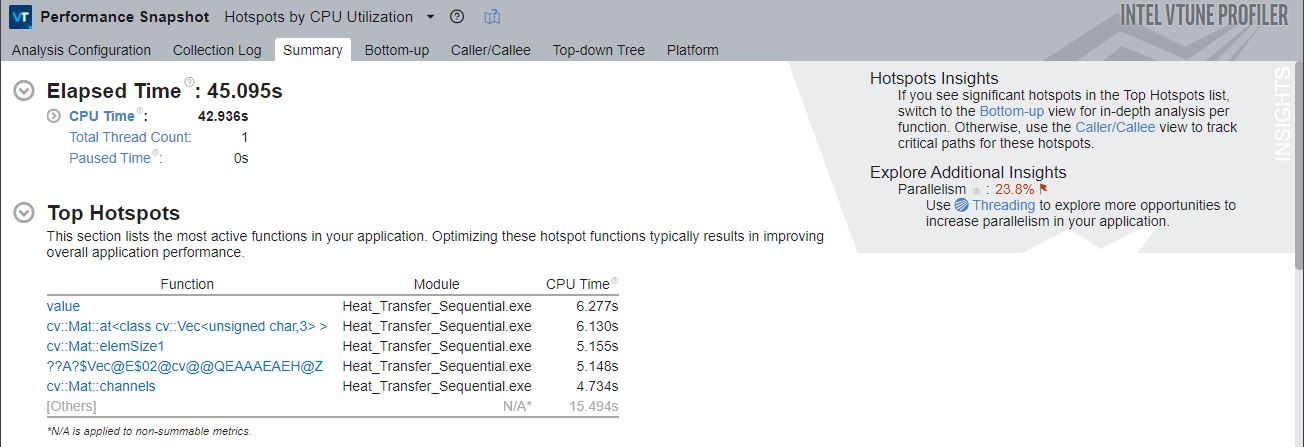 VT Performance Snapshot Hotspots by CPU Utilization ?
INTEL VTUNE PROFILER
Analysis Configuration Collection Log Summary Bottom-up Caller/Callee Top-down Tree Platform
Elapsed Time ? : 45.095s
CPU Time ? : 42.936s
Total Thread Count: 1
Paused Time ? : 0s
Top Hotspots
This section lists the most active functions in your application. Optimizing these hotspot functions typically results in improving
overall application performance.
Function Module CPU Time ?
value Heat_Transfer_Sequential.exe 6.277s
cv::Mat::at<class cv::Vec<unsigned char,3> > Heat_Transfer_Sequential.exe 6.130s
cv::Mat::elemSize1 Heat_Transfer_Sequential.exe 5.155s
??A?$Vec@E$02@cv@@QEAAAEAEH@Z Heat_Transfer_Sequential.exe 5.148s
cv::Mat::channels Heat_Transfer_Sequential.exe 4.734s
[Others] N/A* 15.494s
*N/A is applied to non-summable metrics.
Hotspots Insights
If you see significant hotspots in the Top Hotspots list,
switch to the Bottom-up view for in-depth analysis per
function. Otherwise, use the Caller/Callee view to track
critical paths for these hotspots.
Explore Additional Insights
Parallelism ? : 23.8%
Use Threading to explore more opportunities to
increase parallelism in your application.
INSIGHTS